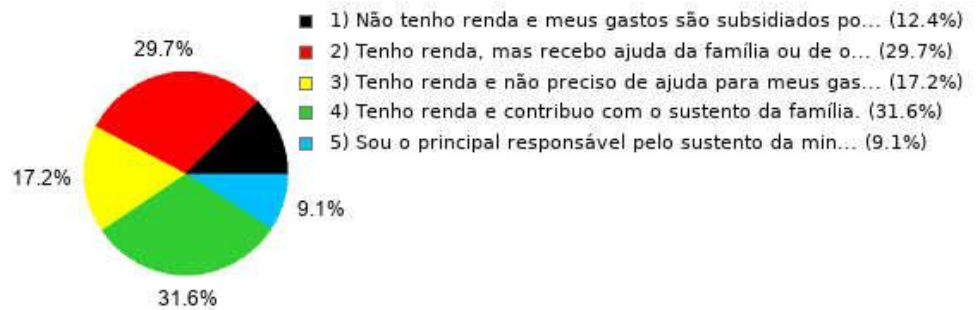 1) Não tenho renda e meus gastos são subsidiados po... (12.4%)
2) Tenho renda, mas recebo ajuda da família ou de o... (29.7%)
3) Tenho renda e não preciso de ajuda para meus gas... (17.2%)
4) Tenho renda e contribuo com o sustento da família. (31.6%)
5) Sou o principal responsável pelo sustento da min... (9.1%)
29.7%
17.2%
9.1%
31.6%